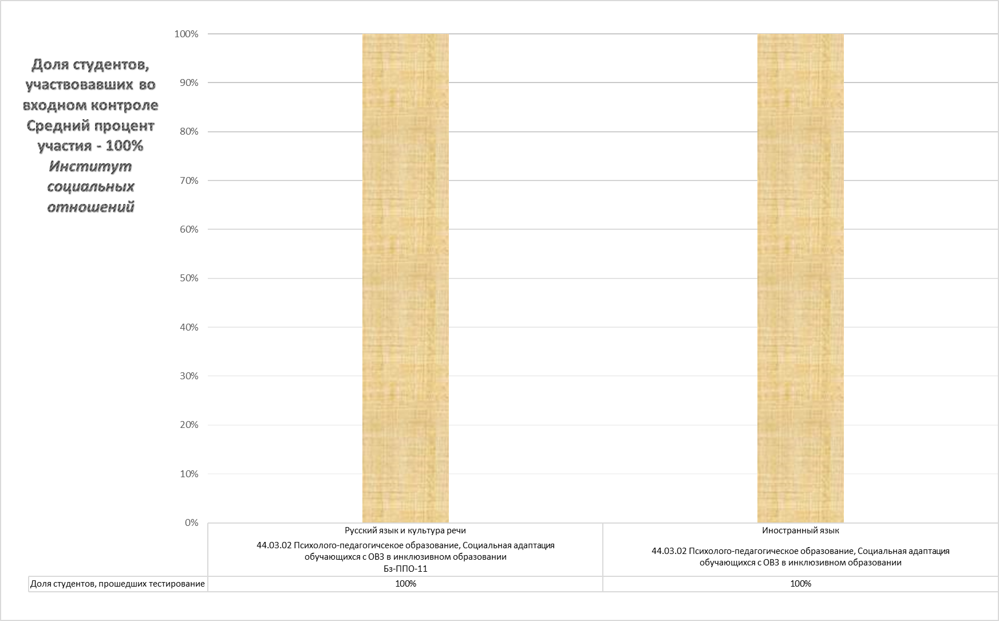 Доля студентов,
участвовавших во
входном контроле
Средний процент
участия - 100%
Институт
социальных
отношений
100%
90%
80%
70%
60%
50%
40%
30%
20%
10%
0%
Русский язык и культура речи
44.03.02 Психолого-педагогичсекое образование, Социальная адаптация
обучающихся с ОВЗ в инклюзивном образовании
Бз-ППО-11
Иностранный язык
44.03.02 Психолого-педагогическое образование, Социальная адаптация
обучающихся с ОВЗ в инклюзивном образовании
Доля студентов, прошедших тестирование
100%
100%